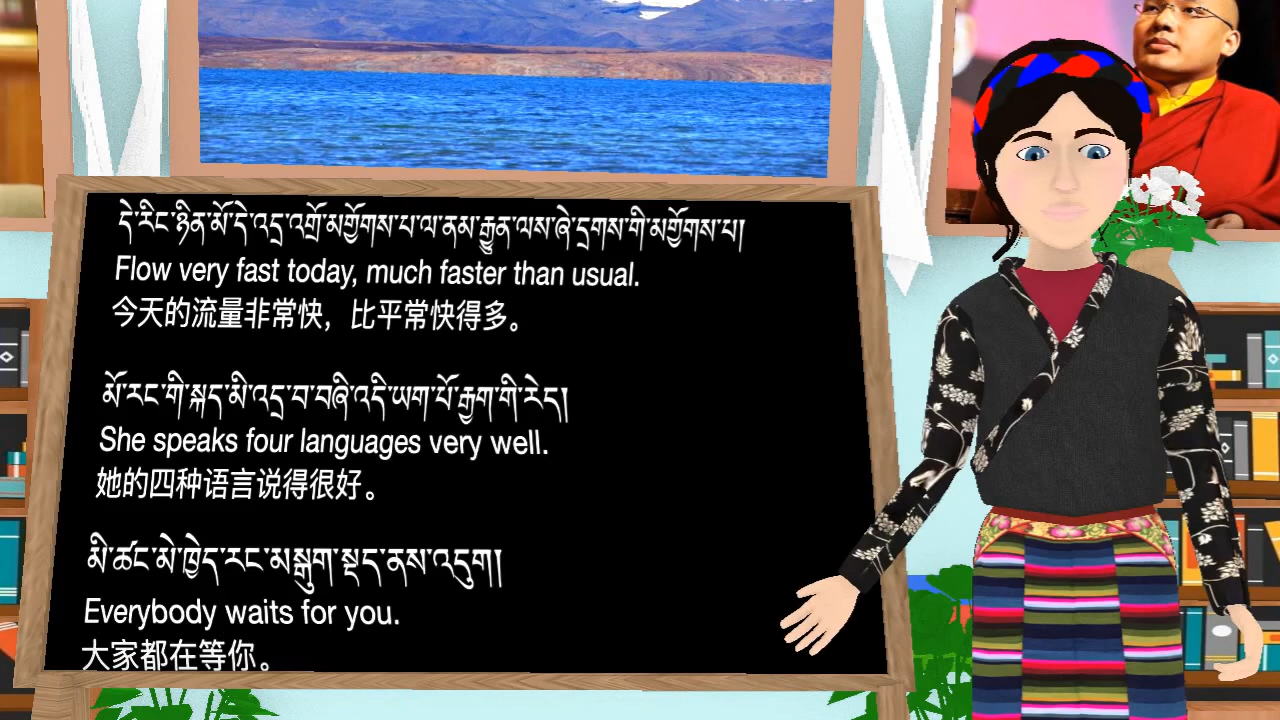 དེ་རིང་ཉིན་མོ་དེ་འདྲ་འགྲོ་མགྱོགས་པ་ལ་ནམ་རྒྱུན་ལས་ཞེ་དྲགས་གི་མགྱོགས་པ།
Flow very fast today, much faster than usual.
今天的流量非常快，比平常快得多。
མོ་རང་གི་སྐད་མི་འདྲ་བ་བཞི་འདི་ཡག་པོ་རྒྱག་གི་རེད།
She speaks four languages very well.
她的四种语言说得很好。
མི་ཚང་མེ་ཁྱེད་རང་མསྒུག་སྡད་ནས་འདུག།
Everybody waits for you.
大家都在等你。